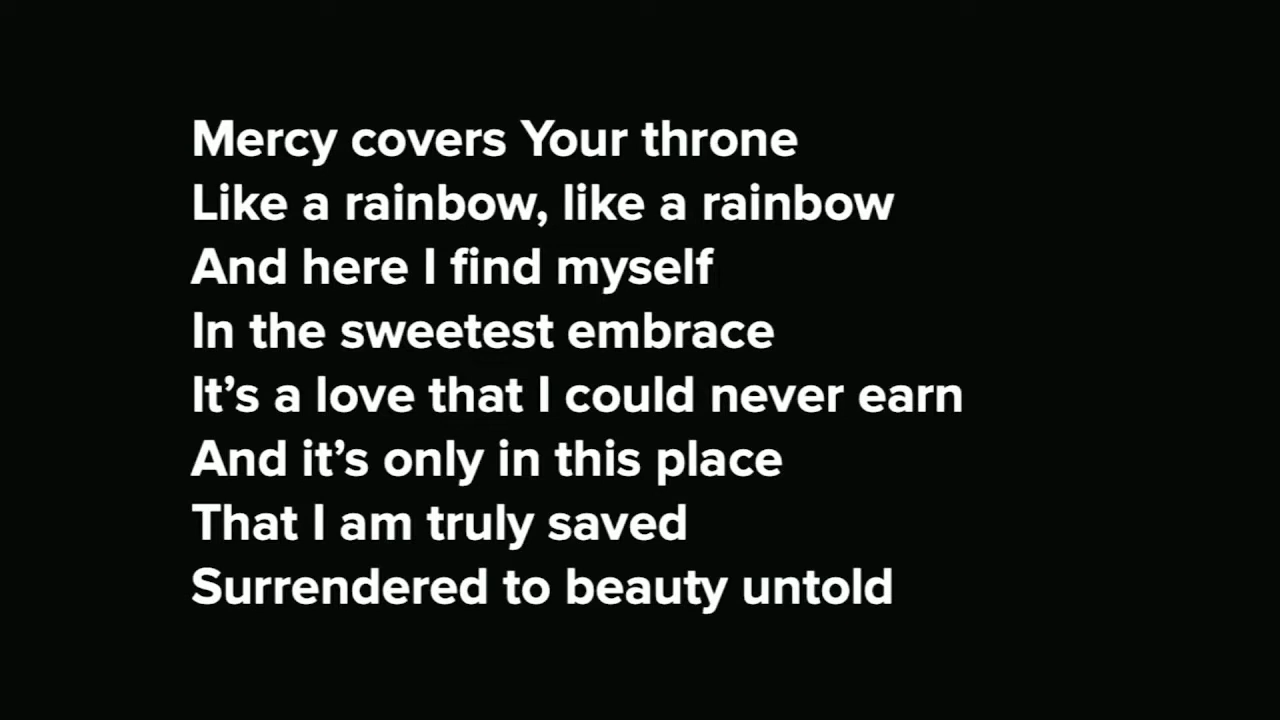 Mercy covers Your throne
Like a rainbow, like a rainbow
And here I find myself
In the sweetest embrace
It’s a love that I could never earn
And it’s only in this place
That I am truly saved
Surrendered to beauty untold